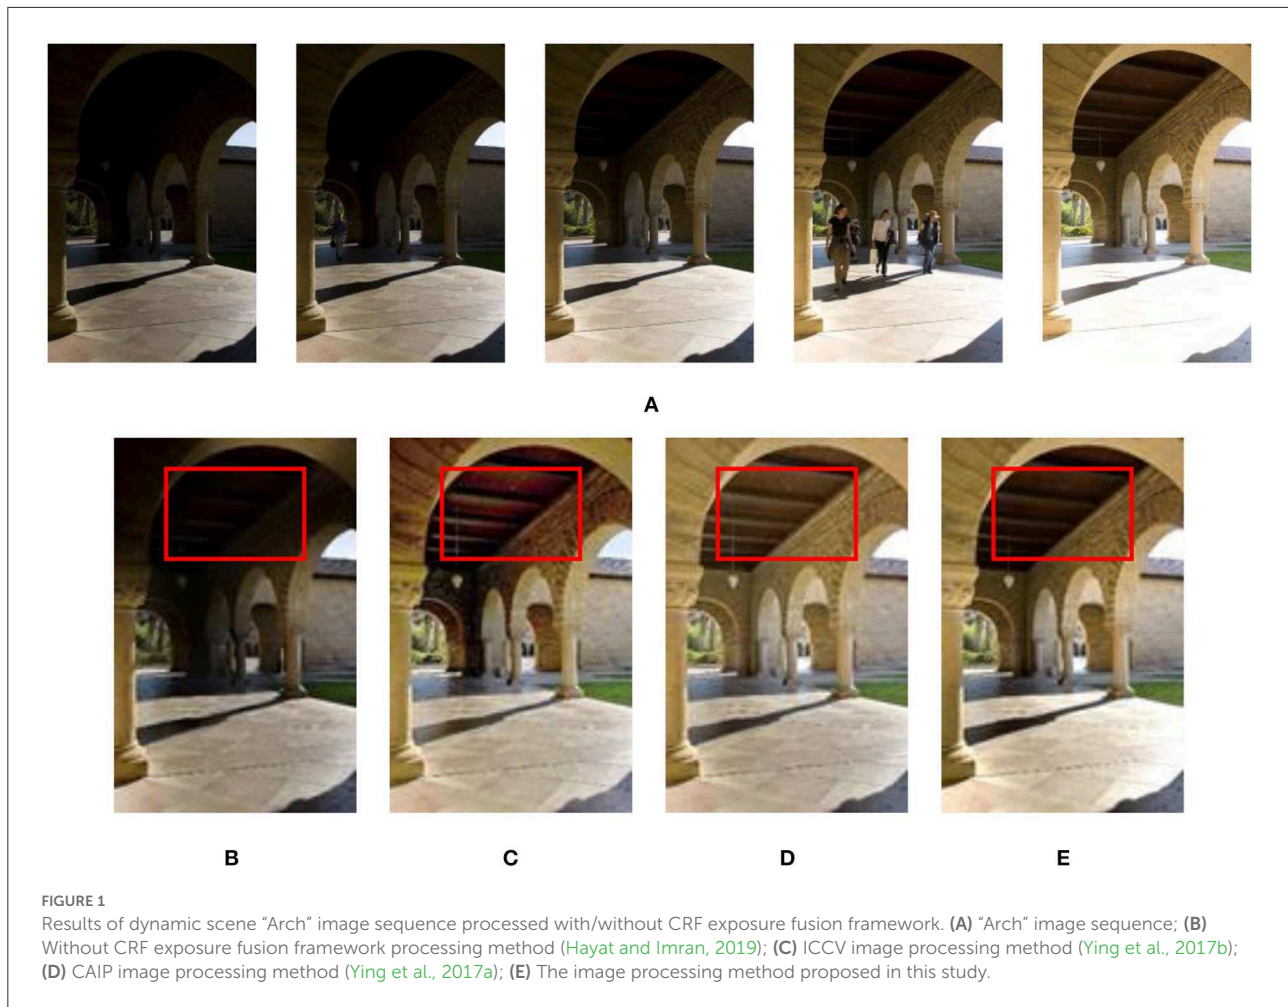 A
B C D E
FIGURE 1
Results of dynamic scene “Arch” image sequence processed with/without CRF exposure fusion framework. (A) “Arch” image sequence; (B)
Without CRF exposure fusion framework processing method (Hayat and Imran, 2019); (C) ICCV image processing method (Ying et al., 2017b);
(D) CAIP image processing method (Ying et al., 2017a); (E) The image processing method proposed in this study.